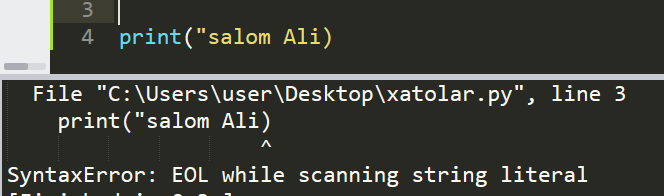 3
4 print("salom Ali)
File "C:\Users\user\Desktop\xatolar.py", line 3
print("salom Ali)
^
SyntaxError: EOL while scanning string literal